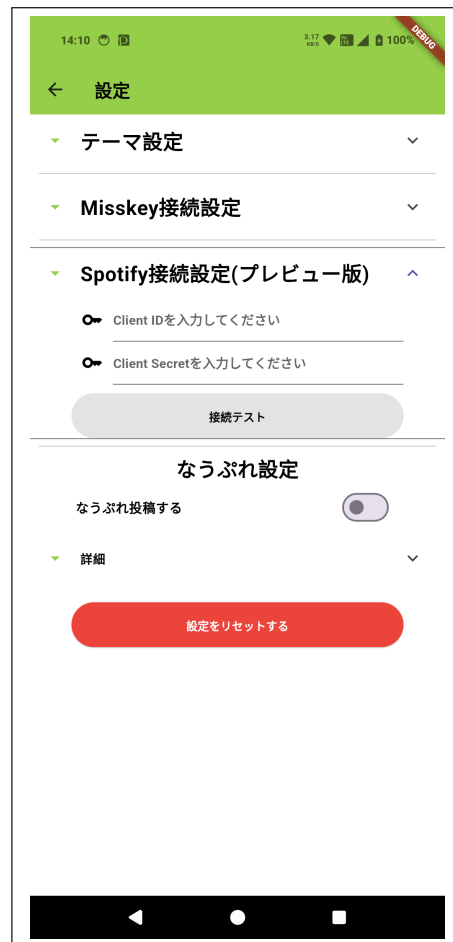 14:10
3.17
KB/S
100%
DEBUG
設定
テーマ設定
Misskey接続設定
Spotify接続設定(プレビュー版)
Client IDを入力してください
Client Secretを入力してください
接続テスト
なうぷれ設定
なうぷれ投稿する
詳細
設定をリセットする